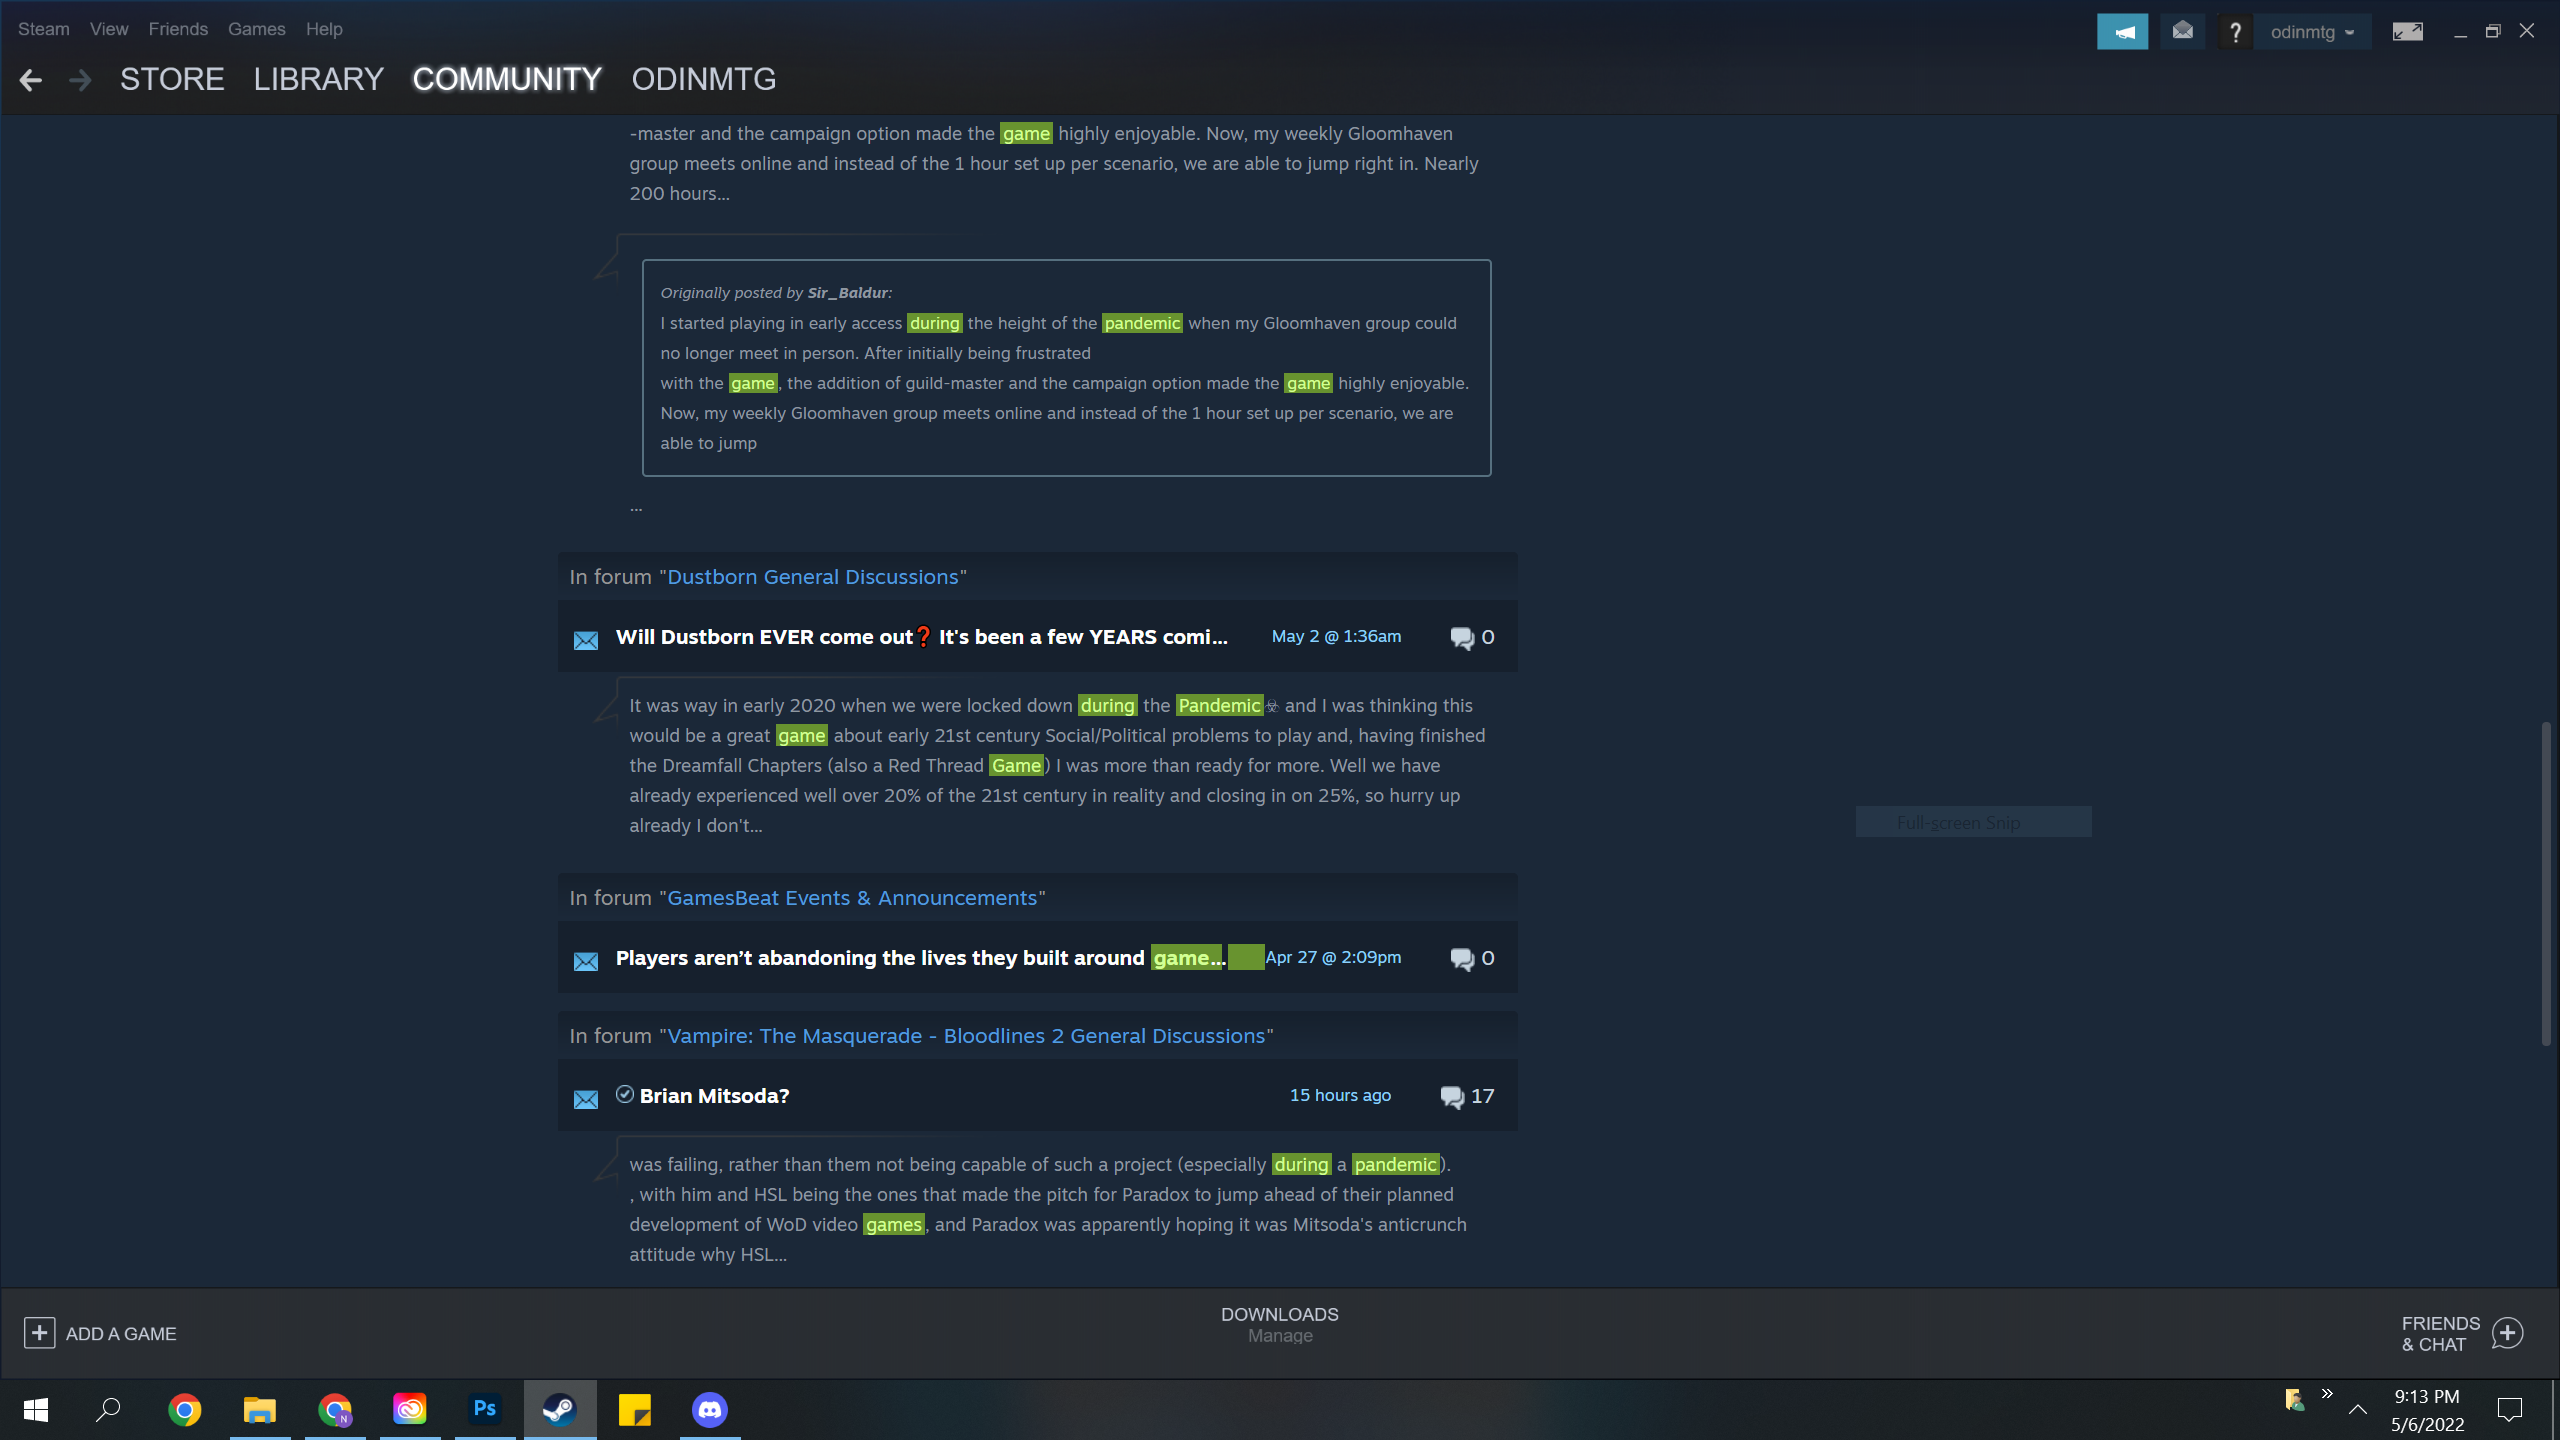 Steam View Friends Games Help
odinmtg
STORE LIBRARY COMMUNITY ODINMTG
-master and the campaign option made the game highly enjoyable. Now, my weekly Gloomhaven
group meets online and instead of the 1 hour set up per scenario, we are able to jump right in. Nearly
200 hours...
Originally posted by Sir_Baldur:
I started playing in early access during the height of the pandemic when my Gloomhaven group could
no longer meet in person. After initially being frustrated
with the game, the addition of guild-master and the campaign option made the game highly enjoyable.
Now, my weekly Gloomhaven group meets online and instead of the 1 hour set up per scenario, we are
able to jump
...
In forum "Dustborn General Discussions"
Will Dustborn EVER come out❓ It's been a few YEARS comi... May 2 @ 1:36am 0
It was way in early 2020 when we were locked down during the Pandemic☣ and I was thinking this
would be a great game about early 21st century Social/Political problems to play and, having finished
the Dreamfall Chapters (also a Red Thread Game) I was more than ready for more. Well we have
already experienced well over 20% of the 21st century in reality and closing in on 25%, so hurry up
already I don't...
Full-screen Snip
In forum "GamesBeat Events & Announcements"
Players aren’t abandoning the lives they built around game... Apr 27 @ 2:09pm 0
In forum "Vampire: The Masquerade - Bloodlines 2 General Discussions"
Brian Mitsoda? 15 hours ago 17
was failing, rather than them not being capable of such a project (especially during a pandemic).
, with him and HSL being the ones that made the pitch for Paradox to jump ahead of their planned
development of WoD video games, and Paradox was apparently hoping it was Mitsoda's anticrunch
attitude why HSL...
ADD A GAME
DOWNLOADS
Manage
FRIENDS
& CHAT
N
Ps
9:13 PM
5/6/2022